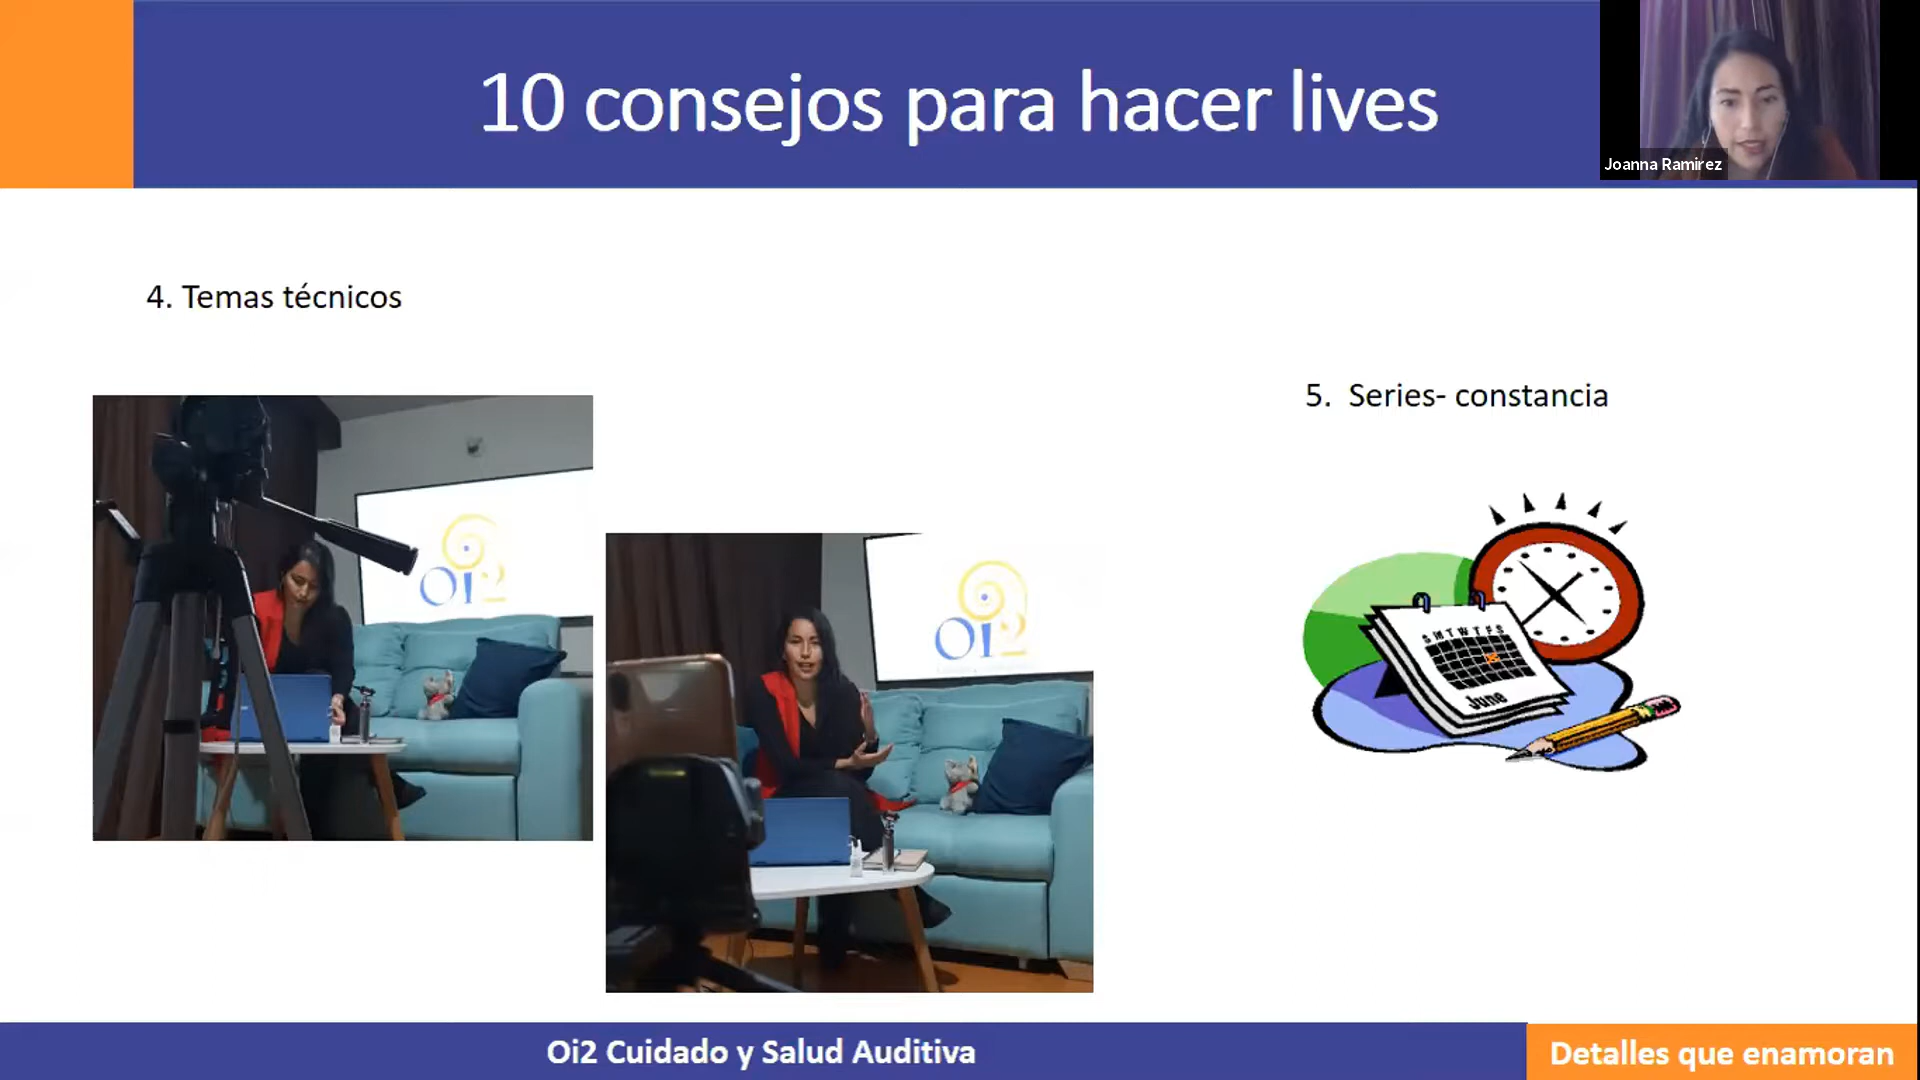 10 consejos para hacer lives
Joanna Ramirez
4. Temas técnicos
5. Series- constancia
Oi2
Oi2
S M T W T F S
June
Oi2 Cuidado y Salud Auditiva
Detalles que enamoran